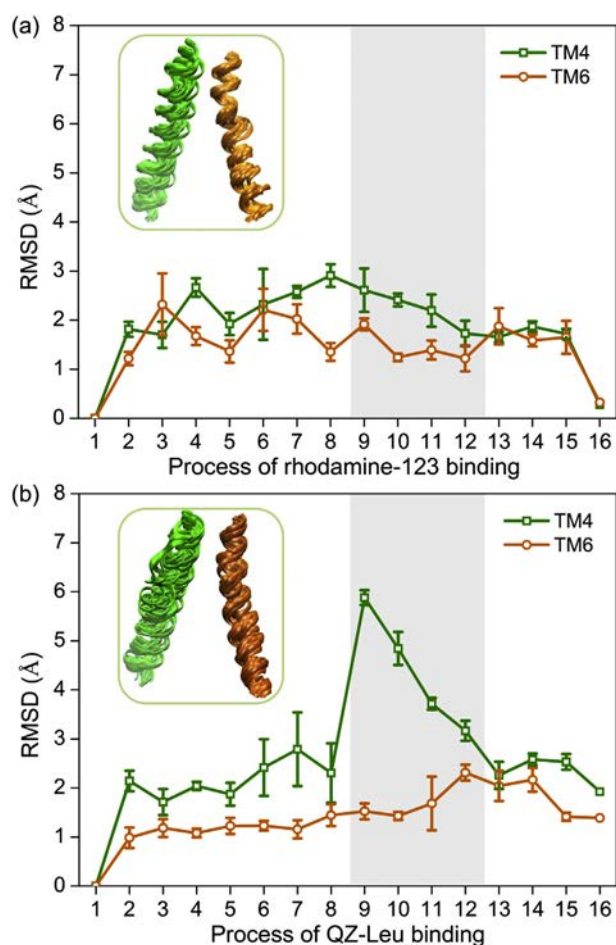 (a)
8
7
6
5
4
3
2
1
0
RMSD (Å)
TM4
TM6
1 2 3 4 5 6 7 8 9 10 11 12 13 14 15 16
Process of rhodamine-123 binding
(b)
8
7
6
5
4
3
2
1
0
RMSD (Å)
TM4
TM6
1 2 3 4 5 6 7 8 9 10 11 12 13 14 15 16
Process of QZ-Leu binding